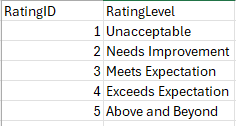 RatingID RatingLevel
1 Unacceptable
2 Needs Improvement
3 Meets Expectation
4 Exceeds Expectation
5 Above and Beyond